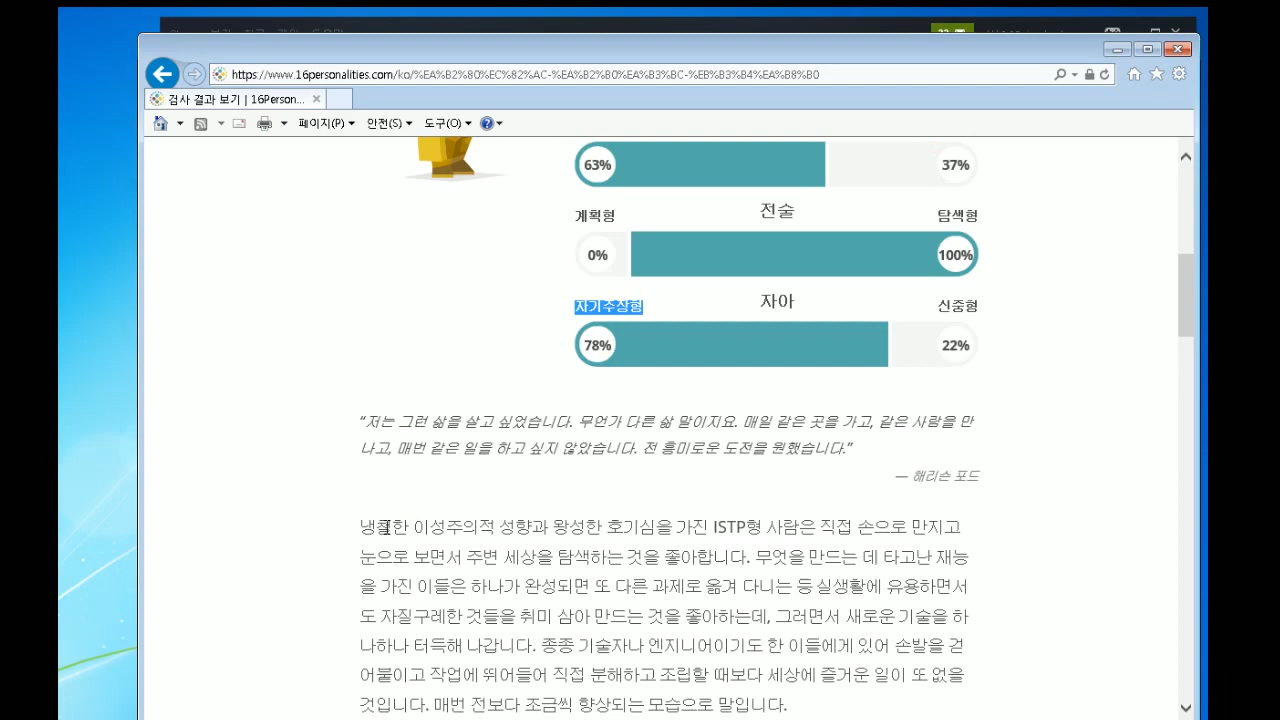 https://www.16personalities.com/ko/%EA%B2%80%EC%82%AC-%EA%B2%B0%EA%B3%BC-%EB%B3%B4%EA%B8%B0
검사 결과 보기 | 16Person...
페이지(P) 안전(S) 도구(O)
63% 37%
계획형 전술 탐색형
0% 100%
자기주장형 자아 신중형
78% 22%
“저는 그런 삶을 살고 싶었습니다. 무언가 다른 삶 말이지요. 매일 같은 곳을 가고, 같은 사람을 만
나고, 매번 같은 일을 하고 싶지 않았습니다. 전 흥미로운 도전을 원했습니다.”
— 해리슨 포드
냉철한 이성주의적 성향과 왕성한 호기심을 가진 ISTP형 사람은 직접 손으로 만지고
눈으로 보면서 주변 세상을 탐색하는 것을 좋아합니다. 무엇을 만드는 데 타고난 재능
을 가진 이들은 하나가 완성되면 또 다른 과제로 옮겨 다니는 등 실생활에 유용하면서
도 자질구레한 것들을 취미 삼아 만드는 것을 좋아하는데, 그러면서 새로운 기술을 하
나하나 터득해 나갑니다. 종종 기술자나 엔지니어이기도 한 이들에게 있어 손발을 걷
어붙이고 작업에 뛰어들어 직접 분해하고 조립할 때보다 세상에 즐거운 일이 또 없을
것입니다. 매번 전보다 조금씩 향상되는 모습으로 말입니다.